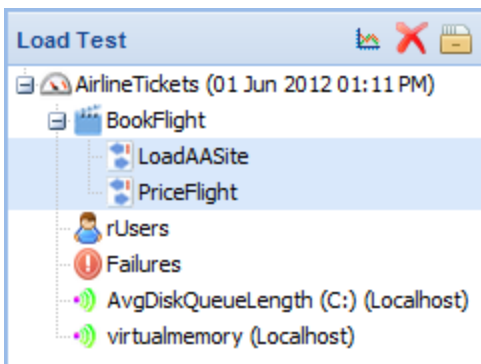 Load Test
AirlineTickets (01 Jun 2012 01:11 PM)
BookFlight
LoadAASite
PriceFlight
rUsers
Failures
AvgDiskQueueLength (C:) (Localhost)
virtualmemory (Localhost)